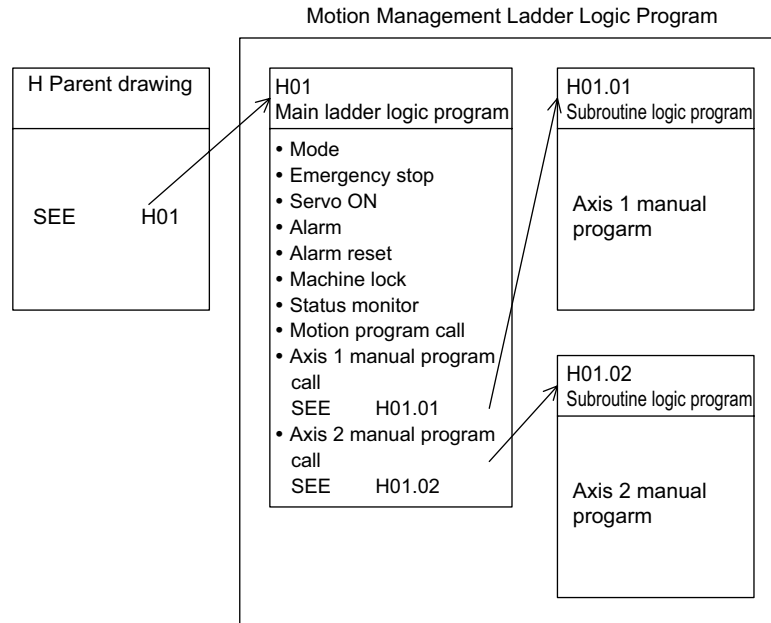 Motion Management Ladder Logic Program
H Parent drawing
SEE H01
H01
Main ladder logic program
• Mode
• Emergency stop
• Servo ON
• Alarm
• Alarm reset
• Machine lock
• Status monitor
• Motion program call
• Axis 1 manual program
call
SEE H01.01
• Axis 2 manual program
call
SEE H01.02
H01.01
Subroutine logic program
Axis 1 manual
progarm
H01.02
Subroutine logic program
Axis 2 manual
progarm